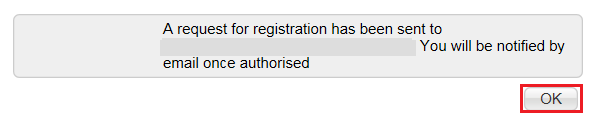 A request for registration has been sent to
You will be notified by
email once authorised
OK